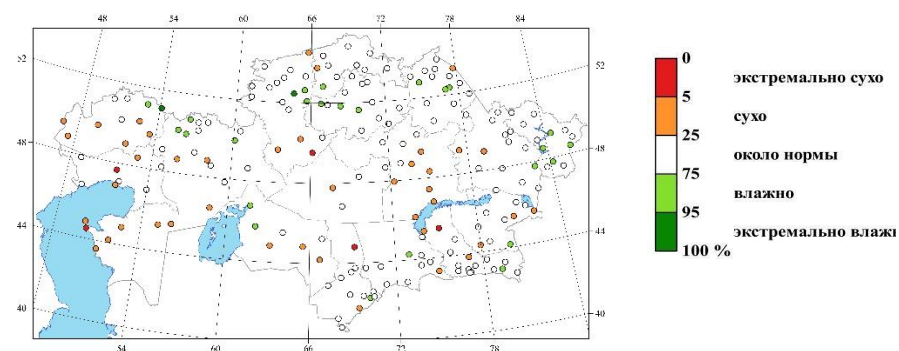 48 54 60 66 72 78 84
52 52
48 48
44 44
40 40
54 60 66 72 78
0
экстремально сухо
5
сухо
25
около нормы
75
влажно
95
экстремально влажн
100 %